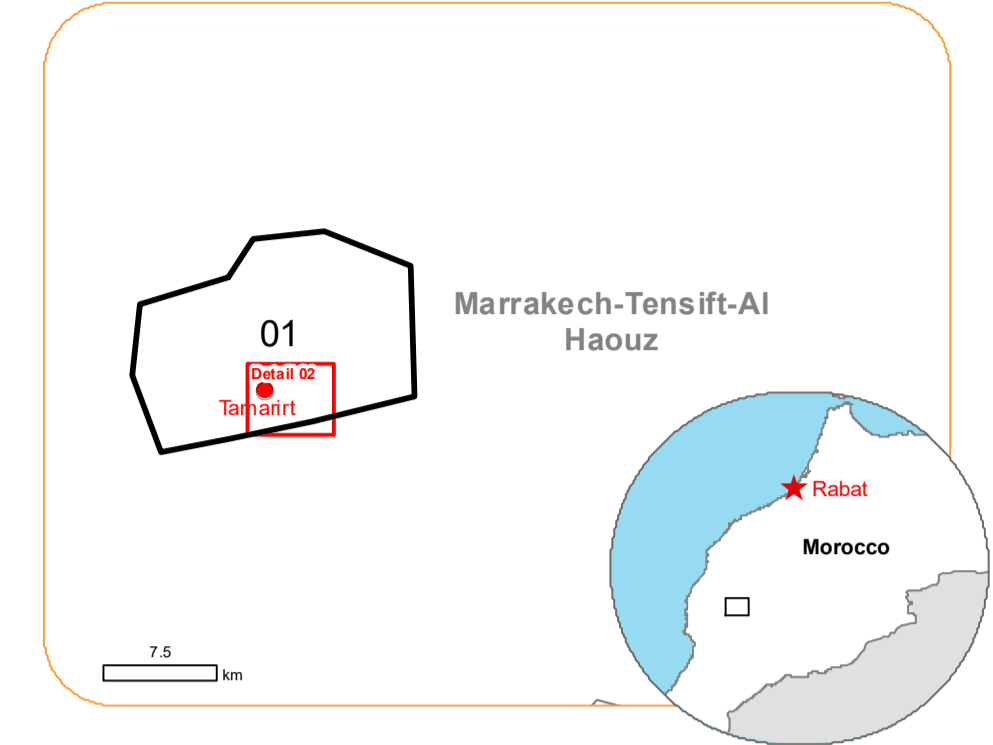 Marrakech-Tensift-Al
Haouz
01
Detail 02
Tamarirt
Rabat
Morocco
7.5
km